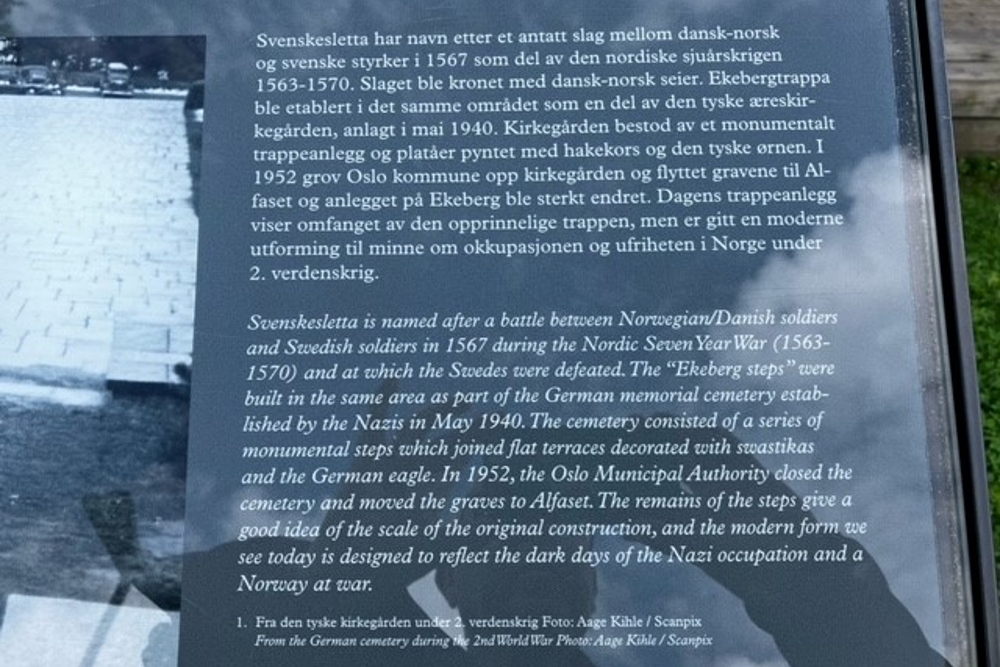 Svenskesletta har navn etter et antatt slag mellom dansk-norsk
og svenske styrker i 1567 som del av den nordiske sjuårskrigen
1563-1570. Slaget ble kronet med dansk-norsk seier. Ekebergtrappa
ble etablert i det samme området som en del av den tyske æreskir-
kegården, anlagt i mai 1940. Kirkegården bestod av et monumentalt
trappeanlegg og platåer pyntet med hakekors og den tyske ørnen. I
1952 grov Oslo kommune opp kirkegården og flyttet gravene til Al-
faset og anlegget på Ekeberg ble sterkt endret. Dagens trappeanlegg
viser omfanget av den opprinnelige trappen, men er gitt en moderne
utforming til minne om okkupasjonen og ufriheten i Norge under
2. verdenskrig.
Svenskesletta is named after a battle between Norwegian/Danish soldiers
and Swedish soldiers in 1567 during the Nordic Seven Year War (1563-
1570) and at which the Swedes were defeated. The “Ekeberg steps” were
built in the same area as part of the German memorial cemetery estab-
lished by the Nazis in May 1940. The cemetery consisted of a series of
monumental steps which joined flat terraces decorated with swastikas
and the German eagle. In 1952, the Oslo Municipal Authority closed the
cemetery and moved the graves to Alfaset. The remains of the steps give a
good idea of the scale of the original construction, and the modern form we
see today is designed to reflect the dark days of the Nazi occupation and a
Norway at war.
1. Fra den tyske kirkegården under 2. verdenskrig Foto: Aage Kihle / Scanpix
From the German cemetery during the 2nd World War Photo: Aage Kihle / Scanpix